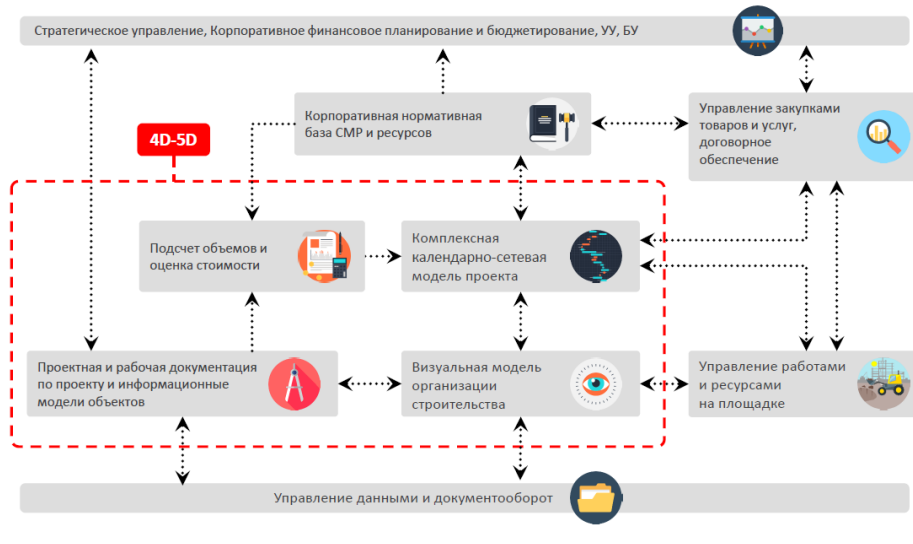 Стратегическое управление, Корпоративное финансовое планирование и бюджетирование, УУ, БУ
Корпоративная нормативная
база СМР и ресурсов
Управление закупками
товаров и услуг,
договорное
обеспечение
4D-5D
Подсчет объемов и
оценка стоимости
Комплексная
календарно-сетевая
модель проекта
Проектная и рабочая документация
по проекту и информационные
модели объектов
Визуальная модель
организации
строительства
Управление работами
и ресурсами
на площадке
Управление данными и документооборот